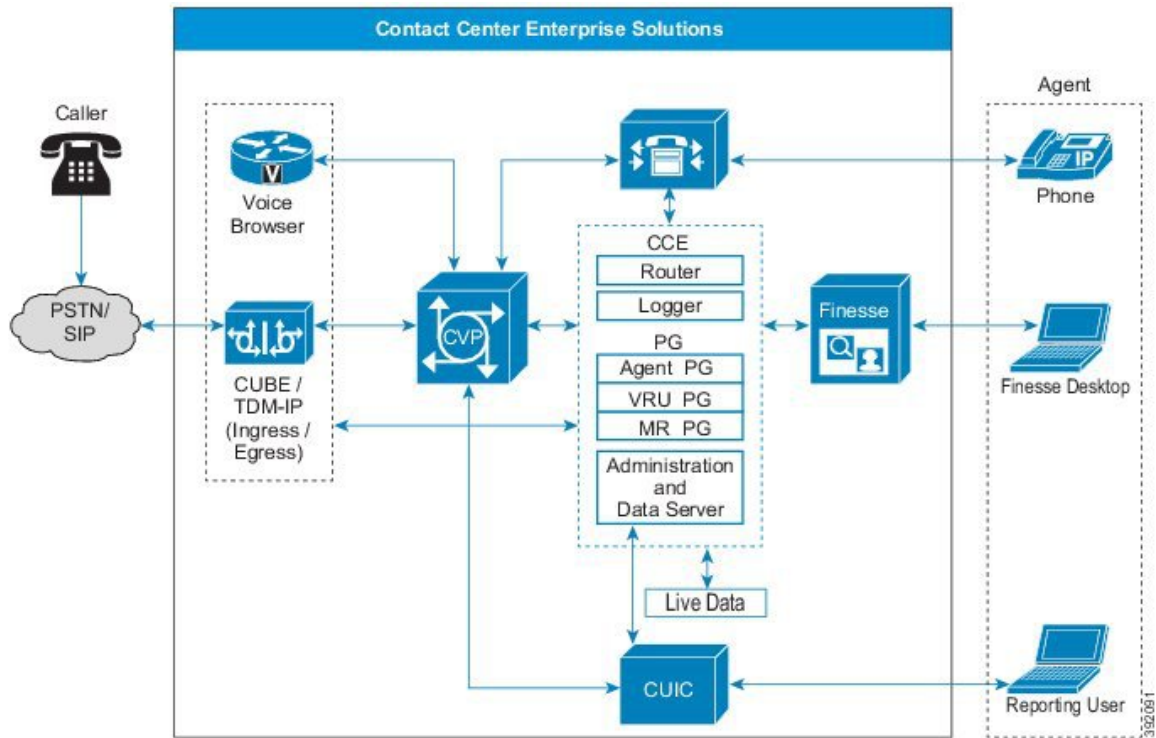 Contact Center Enterprise Solutions
Caller
PSTN/
SIP
V
Voice
Browser
CUBE /
TDM-IP
(Ingress /
Egress)
CVP
CCE
Router
Logger
PG
Agent PG
VRU PG
MR PG
Administration
and
Data Server
Live Data
CUIC
Finesse
Agent
IP
Phone
Finesse Desktop
Reporting User
392091